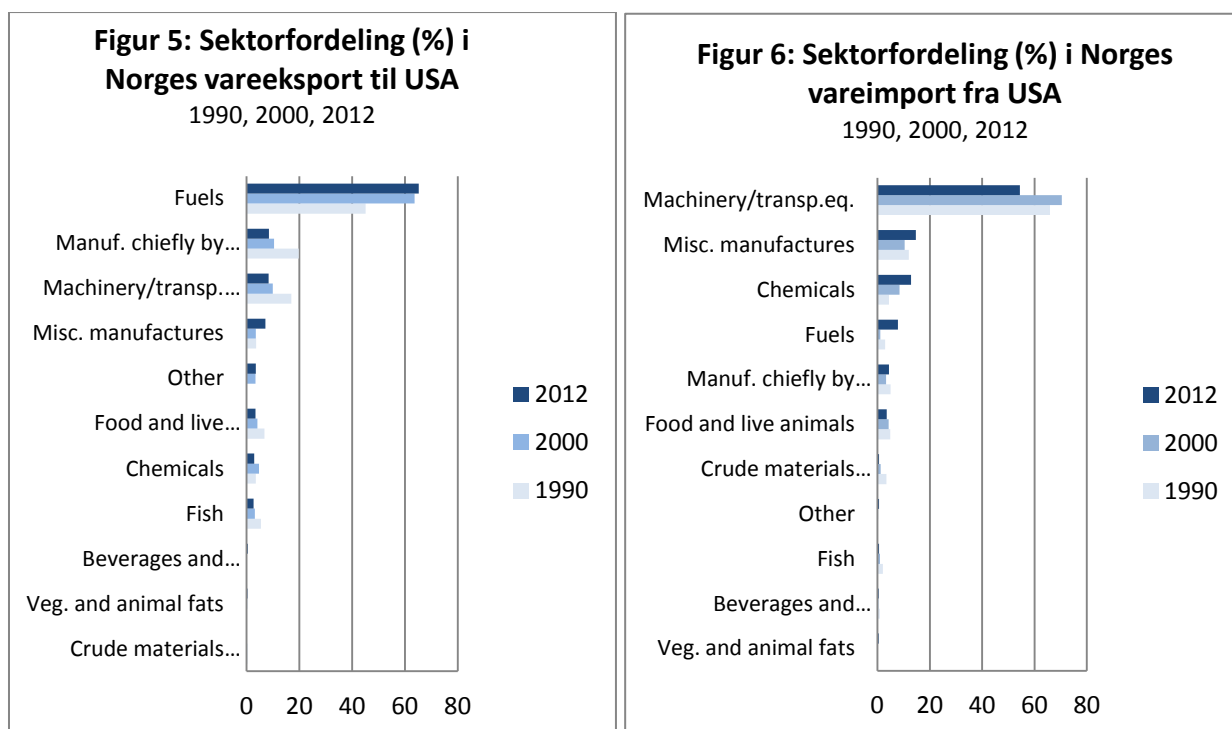 Figur 5: Sektorfordeling (%) i
Norges vareeksport til USA
1990, 2000, 2012
Fuels
Manuf. chiefly by…
Machinery/transp.…
Misc. manufactures
Other
Food and live…
Chemicals
Fish
Beverages and…
Veg. and animal fats
Crude materials…
0 20 40 60 80
2012
2000
1990
Figur 6: Sektorfordeling (%) i Norges
vareimport fra USA
1990, 2000, 2012
Machinery/transp.eq.
Misc. manufactures
Chemicals
Fuels
Manuf. chiefly by…
Food and live animals
Crude materials…
Other
Fish
Beverages and…
Veg. and animal fats
0 20 40 60 80
2012
2000
1990